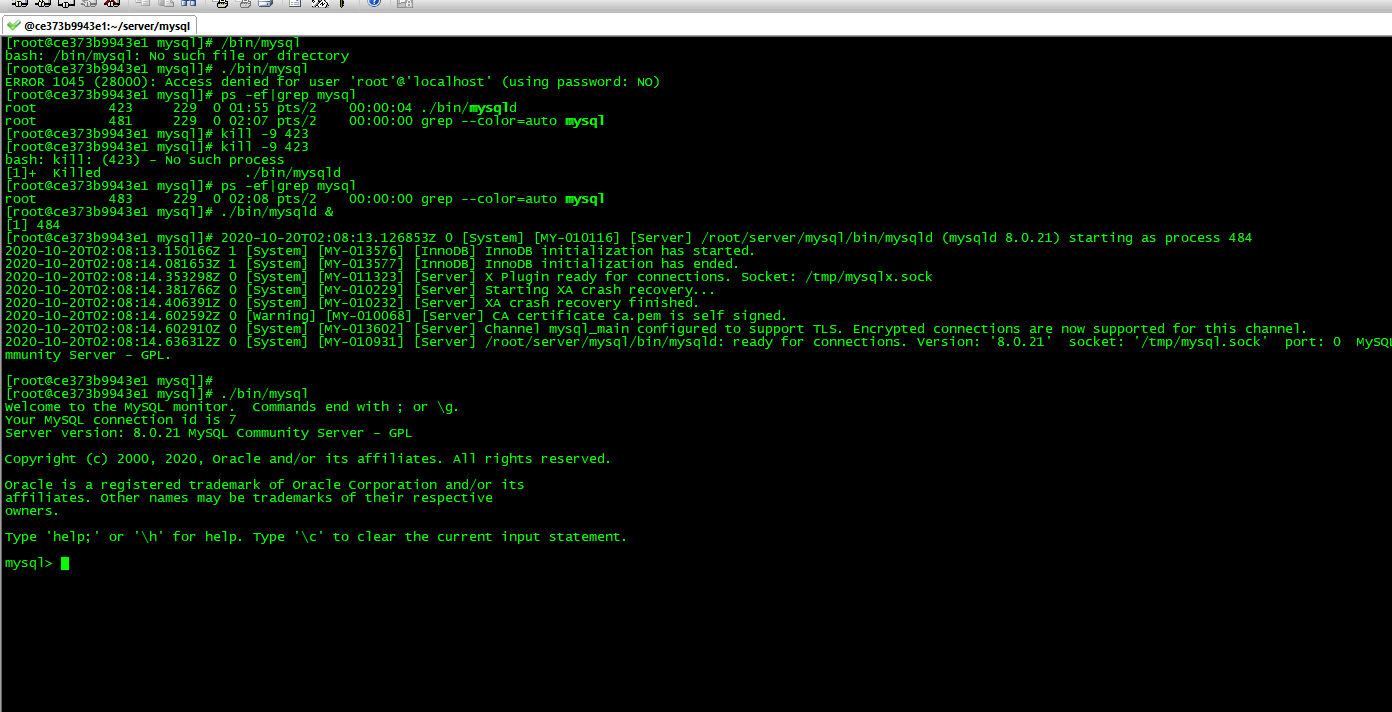 @ce373b9943e1:~/server/mysql
[root@ce373b9943e1 mysql]# /bin/mysql
bash: /bin/mysql: No such file or directory
[root@ce373b9943e1 mysql]# ./bin/mysql
ERROR 1045 (28000): Access denied for user 'root'@'localhost' (using password: NO)
[root@ce373b9943e1 mysql]# ps -ef|grep mysql
root         423     229  0 01:55 pts/2    00:00:04 ./bin/mysqld
root         481     229  0 02:07 pts/2    00:00:00 grep --color=auto mysql
[root@ce373b9943e1 mysql]# kill -9 423
[root@ce373b9943e1 mysql]# kill -9 423
bash: kill: (423) - No such process
[1]+  Killed                  ./bin/mysqld
[root@ce373b9943e1 mysql]# ps -ef|grep mysql
root         483     229  0 02:08 pts/2    00:00:00 grep --color=auto mysql
[root@ce373b9943e1 mysql]# ./bin/mysqld &
[1] 484
[root@ce373b9943e1 mysql]# 2020-10-20T02:08:13.126853Z 0 [System] [MY-010116] [Server] /root/server/mysql/bin/mysqld (mysqld 8.0.21) starting as process 484
2020-10-20T02:08:13.150166Z 1 [System] [MY-013576] [InnoDB] InnoDB initialization has started.
2020-10-20T02:08:14.081653Z 1 [System] [MY-013577] [InnoDB] InnoDB initialization has ended.
2020-10-20T02:08:14.353298Z 0 [System] [MY-011323] [Server] X Plugin ready for connections. Socket: /tmp/mysqlx.sock
2020-10-20T02:08:14.381766Z 0 [System] [MY-010229] [Server] Starting XA crash recovery...
2020-10-20T02:08:14.406391Z 0 [System] [MY-010232] [Server] XA crash recovery finished.
2020-10-20T02:08:14.602592Z 0 [Warning] [MY-010068] [Server] CA certificate ca.pem is self signed.
2020-10-20T02:08:14.602910Z 0 [System] [MY-013602] [Server] Channel mysql_main configured to support TLS. Encrypted connections are now supported for this channel.
2020-10-20T02:08:14.636312Z 0 [System] [MY-010931] [Server] /root/server/mysql/bin/mysqld: ready for connections. Version: '8.0.21'  socket: '/tmp/mysql.sock'  port: 0  MySQL
mmunity Server - GPL.
[root@ce373b9943e1 mysql]#
[root@ce373b9943e1 mysql]# ./bin/mysql
Welcome to the MySQL monitor.  Commands end with ; or \g.
Your MySQL connection id is 7
Server version: 8.0.21 MySQL Community Server - GPL
Copyright (c) 2000, 2020, Oracle and/or its affiliates. All rights reserved.
Oracle is a registered trademark of Oracle Corporation and/or its
affiliates. Other names may be trademarks of their respective
owners.
Type 'help;' or '\h' for help. Type '\c' to clear the current input statement.
mysql>